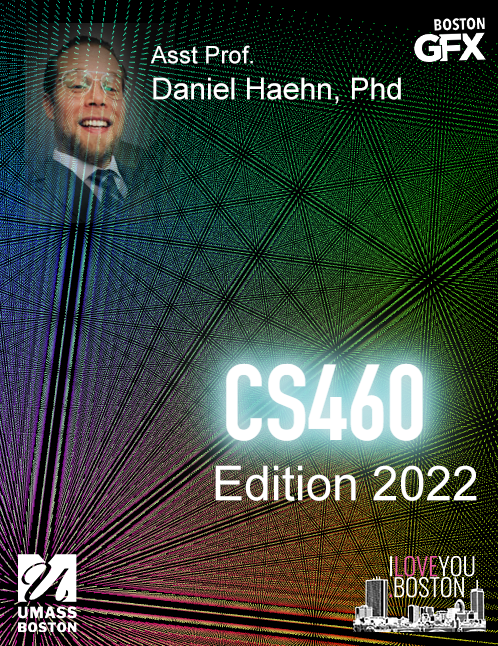 BOSTON
GFX
Asst Prof.
Daniel Haehn, Phd
CS460
Edition 2022
UMASS
BOSTON
I LOVE YOU
BOSTON